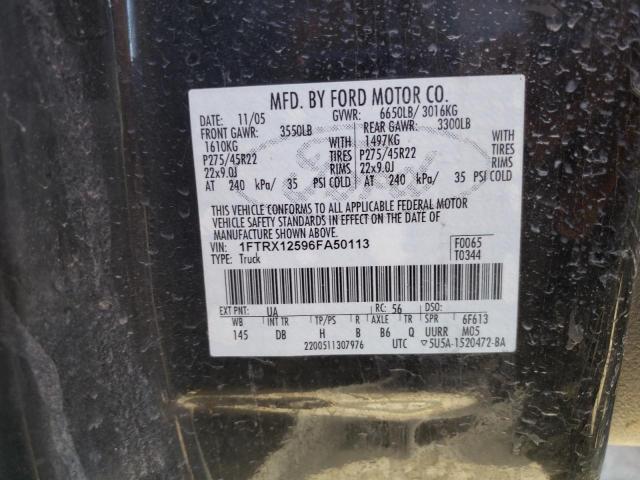 MFD. BY FORD MOTOR CO.
DATE: 11/05 GVWR: 6650LB/ 3016KG
FRONT GAWR: 3550LB REAR GAWR: 3300LB
1610KG WITH 1497KG WITH
P275/45R22 TIRES P275/45R22 TIRES
22x9.0J RIMS 22x9.0J RIMS
AT 240 kPa/ 35 PSI COLD AT 240 kPa/ 35 PSI COLD
THIS VEHICLE CONFORMS TO ALL APPLICABLE FEDERAL MOTOR
VEHICLE SAFETY STANDARDS IN EFFECT ON THE DATE OF
MANUFACTURE SHOWN ABOVE.
VIN: 1FTRX12596FA50113 F0065
TYPE: Truck T0344
EXT PNT: UA RC: 56 DSO:
WB INT TR TP/PS R AXLE TR SPR 6F613
145 DB H B B6 Q UURR M05
2200511307976 UTC ▽5U5A-1520472-BA